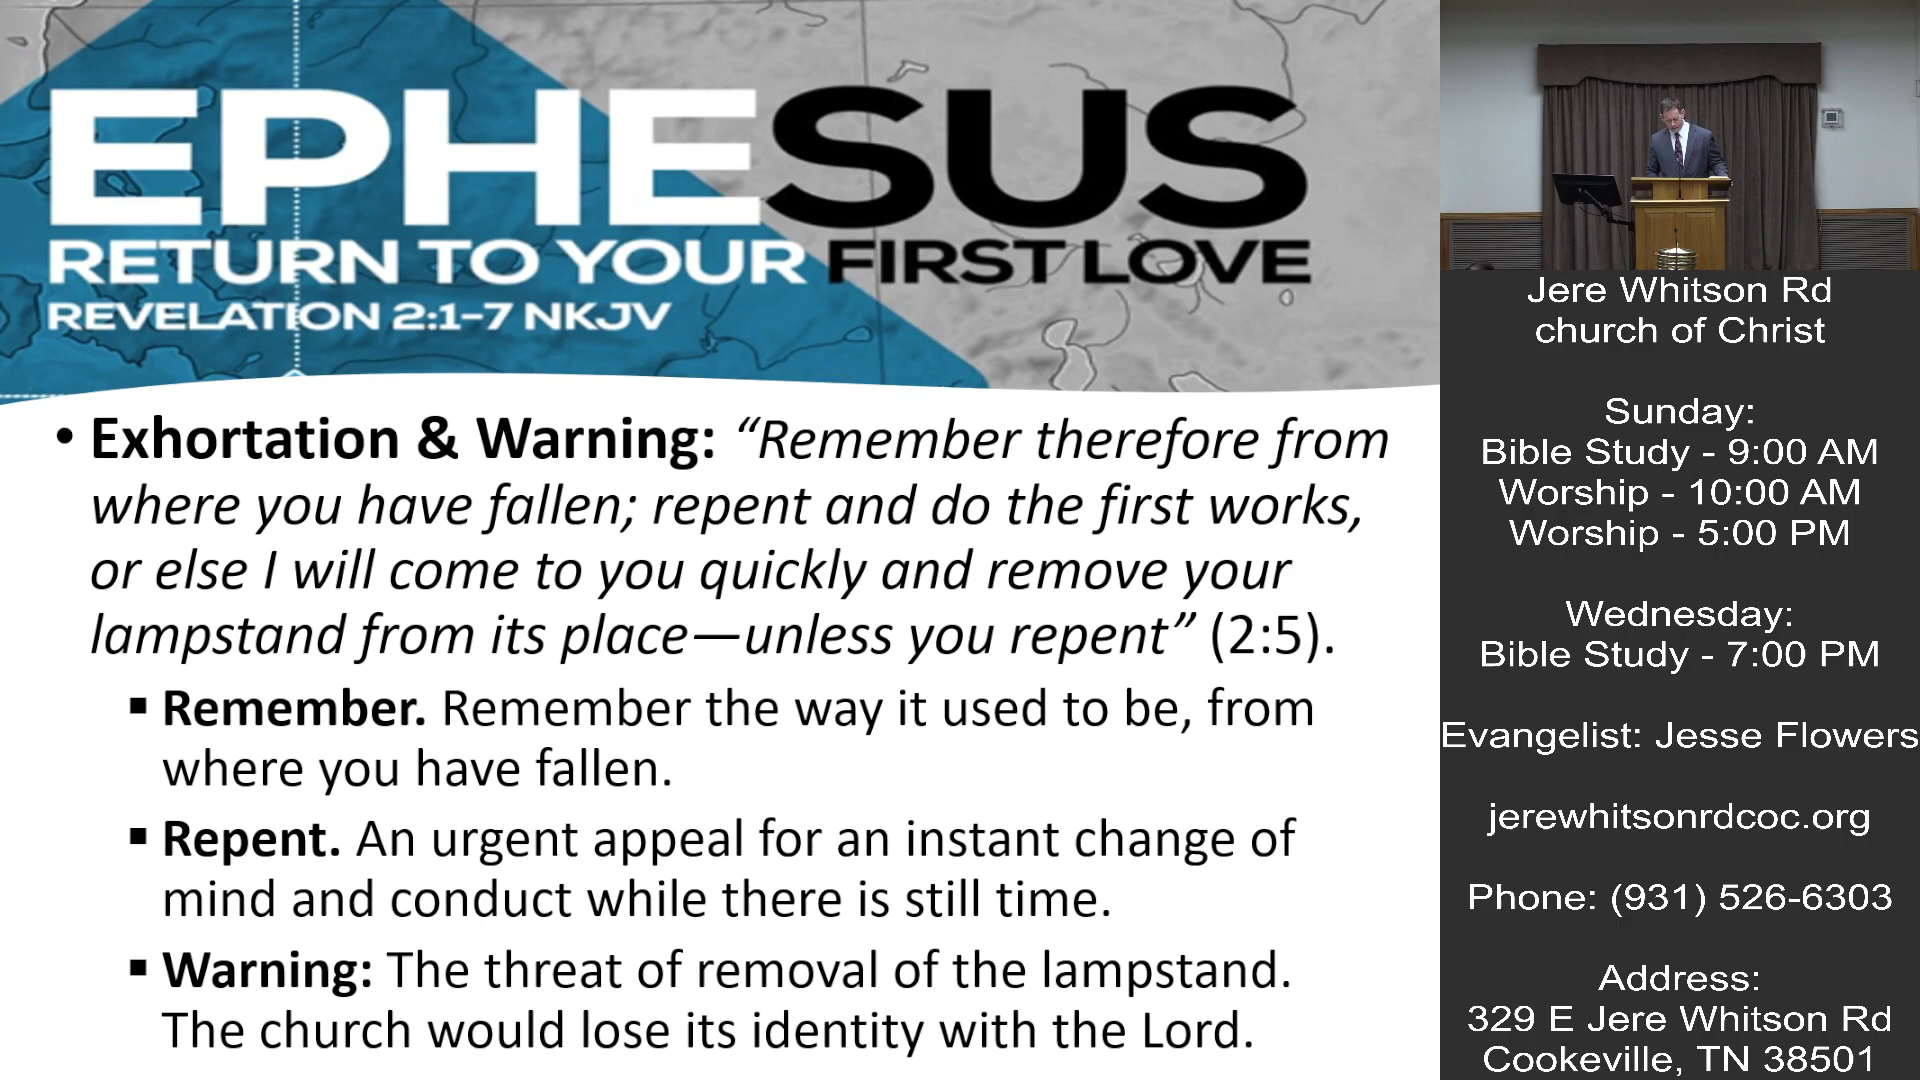 EPHESUS
RETURN TO YOUR FIRST LOVE
REVELATION 2:1-7 NKJV
• Exhortation & Warning: “Remember therefore from
where you have fallen; repent and do the first works,
or else I will come to you quickly and remove your
lampstand from its place—unless you repent” (2:5).
▪ Remember. Remember the way it used to be, from
where you have fallen.
▪ Repent. An urgent appeal for an instant change of
mind and conduct while there is still time.
▪ Warning: The threat of removal of the lampstand.
The church would lose its identity with the Lord.
Jere Whitson Rd
church of Christ
Sunday:
Bible Study - 9:00 AM
Worship - 10:00 AM
Worship - 5:00 PM
Wednesday:
Bible Study - 7:00 PM
Evangelist: Jesse Flowers
jerewhitsonrdcoc.org
Phone: (931) 526-6303
Address:
329 E Jere Whitson Rd
Cookeville, TN 38501